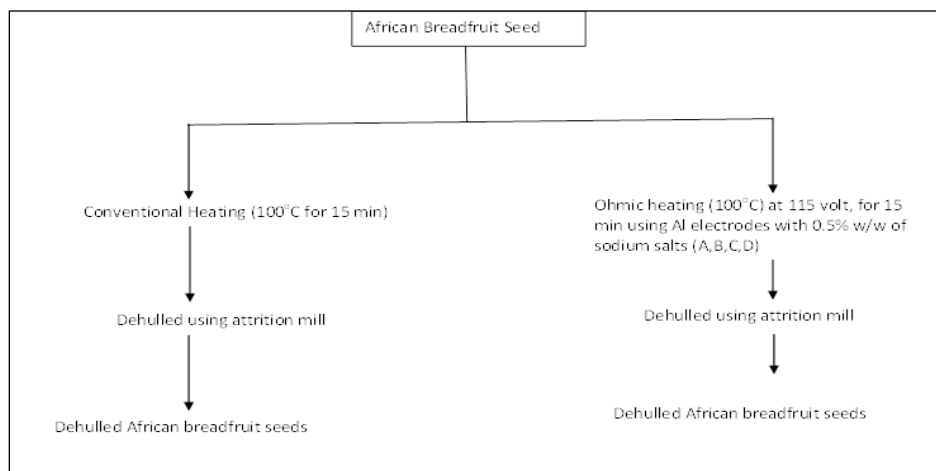 African Breadfruit Seed
Conventional Heating (100°C for 15 min)
Dehulled using attrition mill
Dehulled African breadfruit seeds
Ohmic heating (100°C) at 115 volt, for 15
min using Al electrodes with 0.5% w/w of
sodium salts (A,B,C,D)
Dehulled using attrition mill
Dehulled African breadfruit seeds